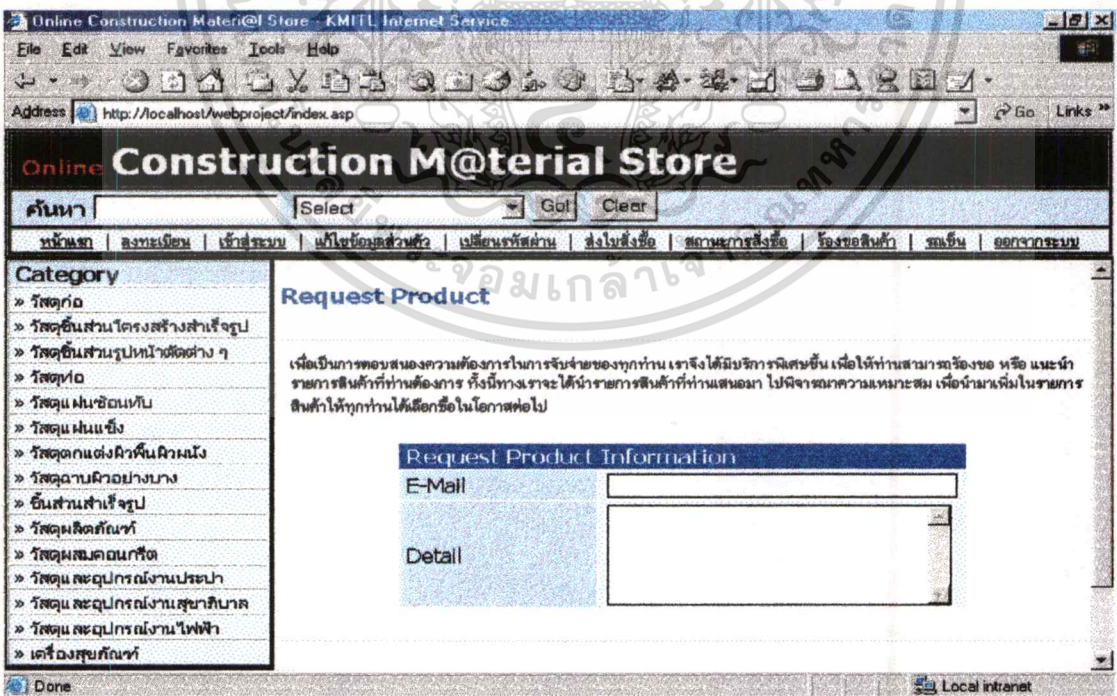 Online Construction Materi@l Store - KMITL Internet Service
File Edit View Favorites Tools Help
Address http://localhost/webproject/index.asp Go Links »
Online Construction M@terial Store
ค้นหา Select Go! Clear
หน้าแรก | ลงทะเบียน | เข้าสู่ระบบ | แก้ไขข้อมูลส่วนตัว | เปลี่ยนรหัสผ่าน | ส่งใบสั่งซื้อ | สถานะการสั่งซื้อ | ร้องขอสินค้า | รถเข็น | ออกจากระบบ
Category
» วัสดุก่อ
» วัสดุชิ้นส่วนโครงสร้างสำเร็จรูป
» วัสดุชิ้นส่วนรูปหน้าตัดต่าง ๆ
» วัสดุท่อ
» วัสดุแผ่นซ้อนทับ
» วัสดุแผ่นแข็ง
» วัสดุตกแต่งผิวพื้นผิวผนัง
» วัสดุฉาบผิวอย่างบาง
» ชิ้นส่วนสำเร็จรูป
» วัสดุผลิตภัณฑ์
» วัสดุผสมคอนกรีต
» วัสดุและอุปกรณ์งานประปา
» วัสดุและอุปกรณ์งานสุขาภิบาล
» วัสดุและอุปกรณ์งานไฟฟ้า
» เครื่องสุขภัณฑ์
Request Product
เพื่อเป็นการตอบสนองความต้องการในการจับจ่ายของทุกท่าน เราจึงได้มีบริการพิเศษขึ้น เพื่อให้ท่านสามารถร้องขอ หรือ แนะนำ
รายการสินค้าที่ท่านต้องการ ทั้งนี้ทางเราจะได้นำรายการสินค้าที่ท่านเสนอมา ไปพิจารณาความเหมาะสม เพื่อนำมาเพิ่มในรายการ
สินค้าให้ทุกท่านได้เลือกซื้อในโอกาสต่อไป
Request Product Information
E-Mail
Detail
Done Local intranet